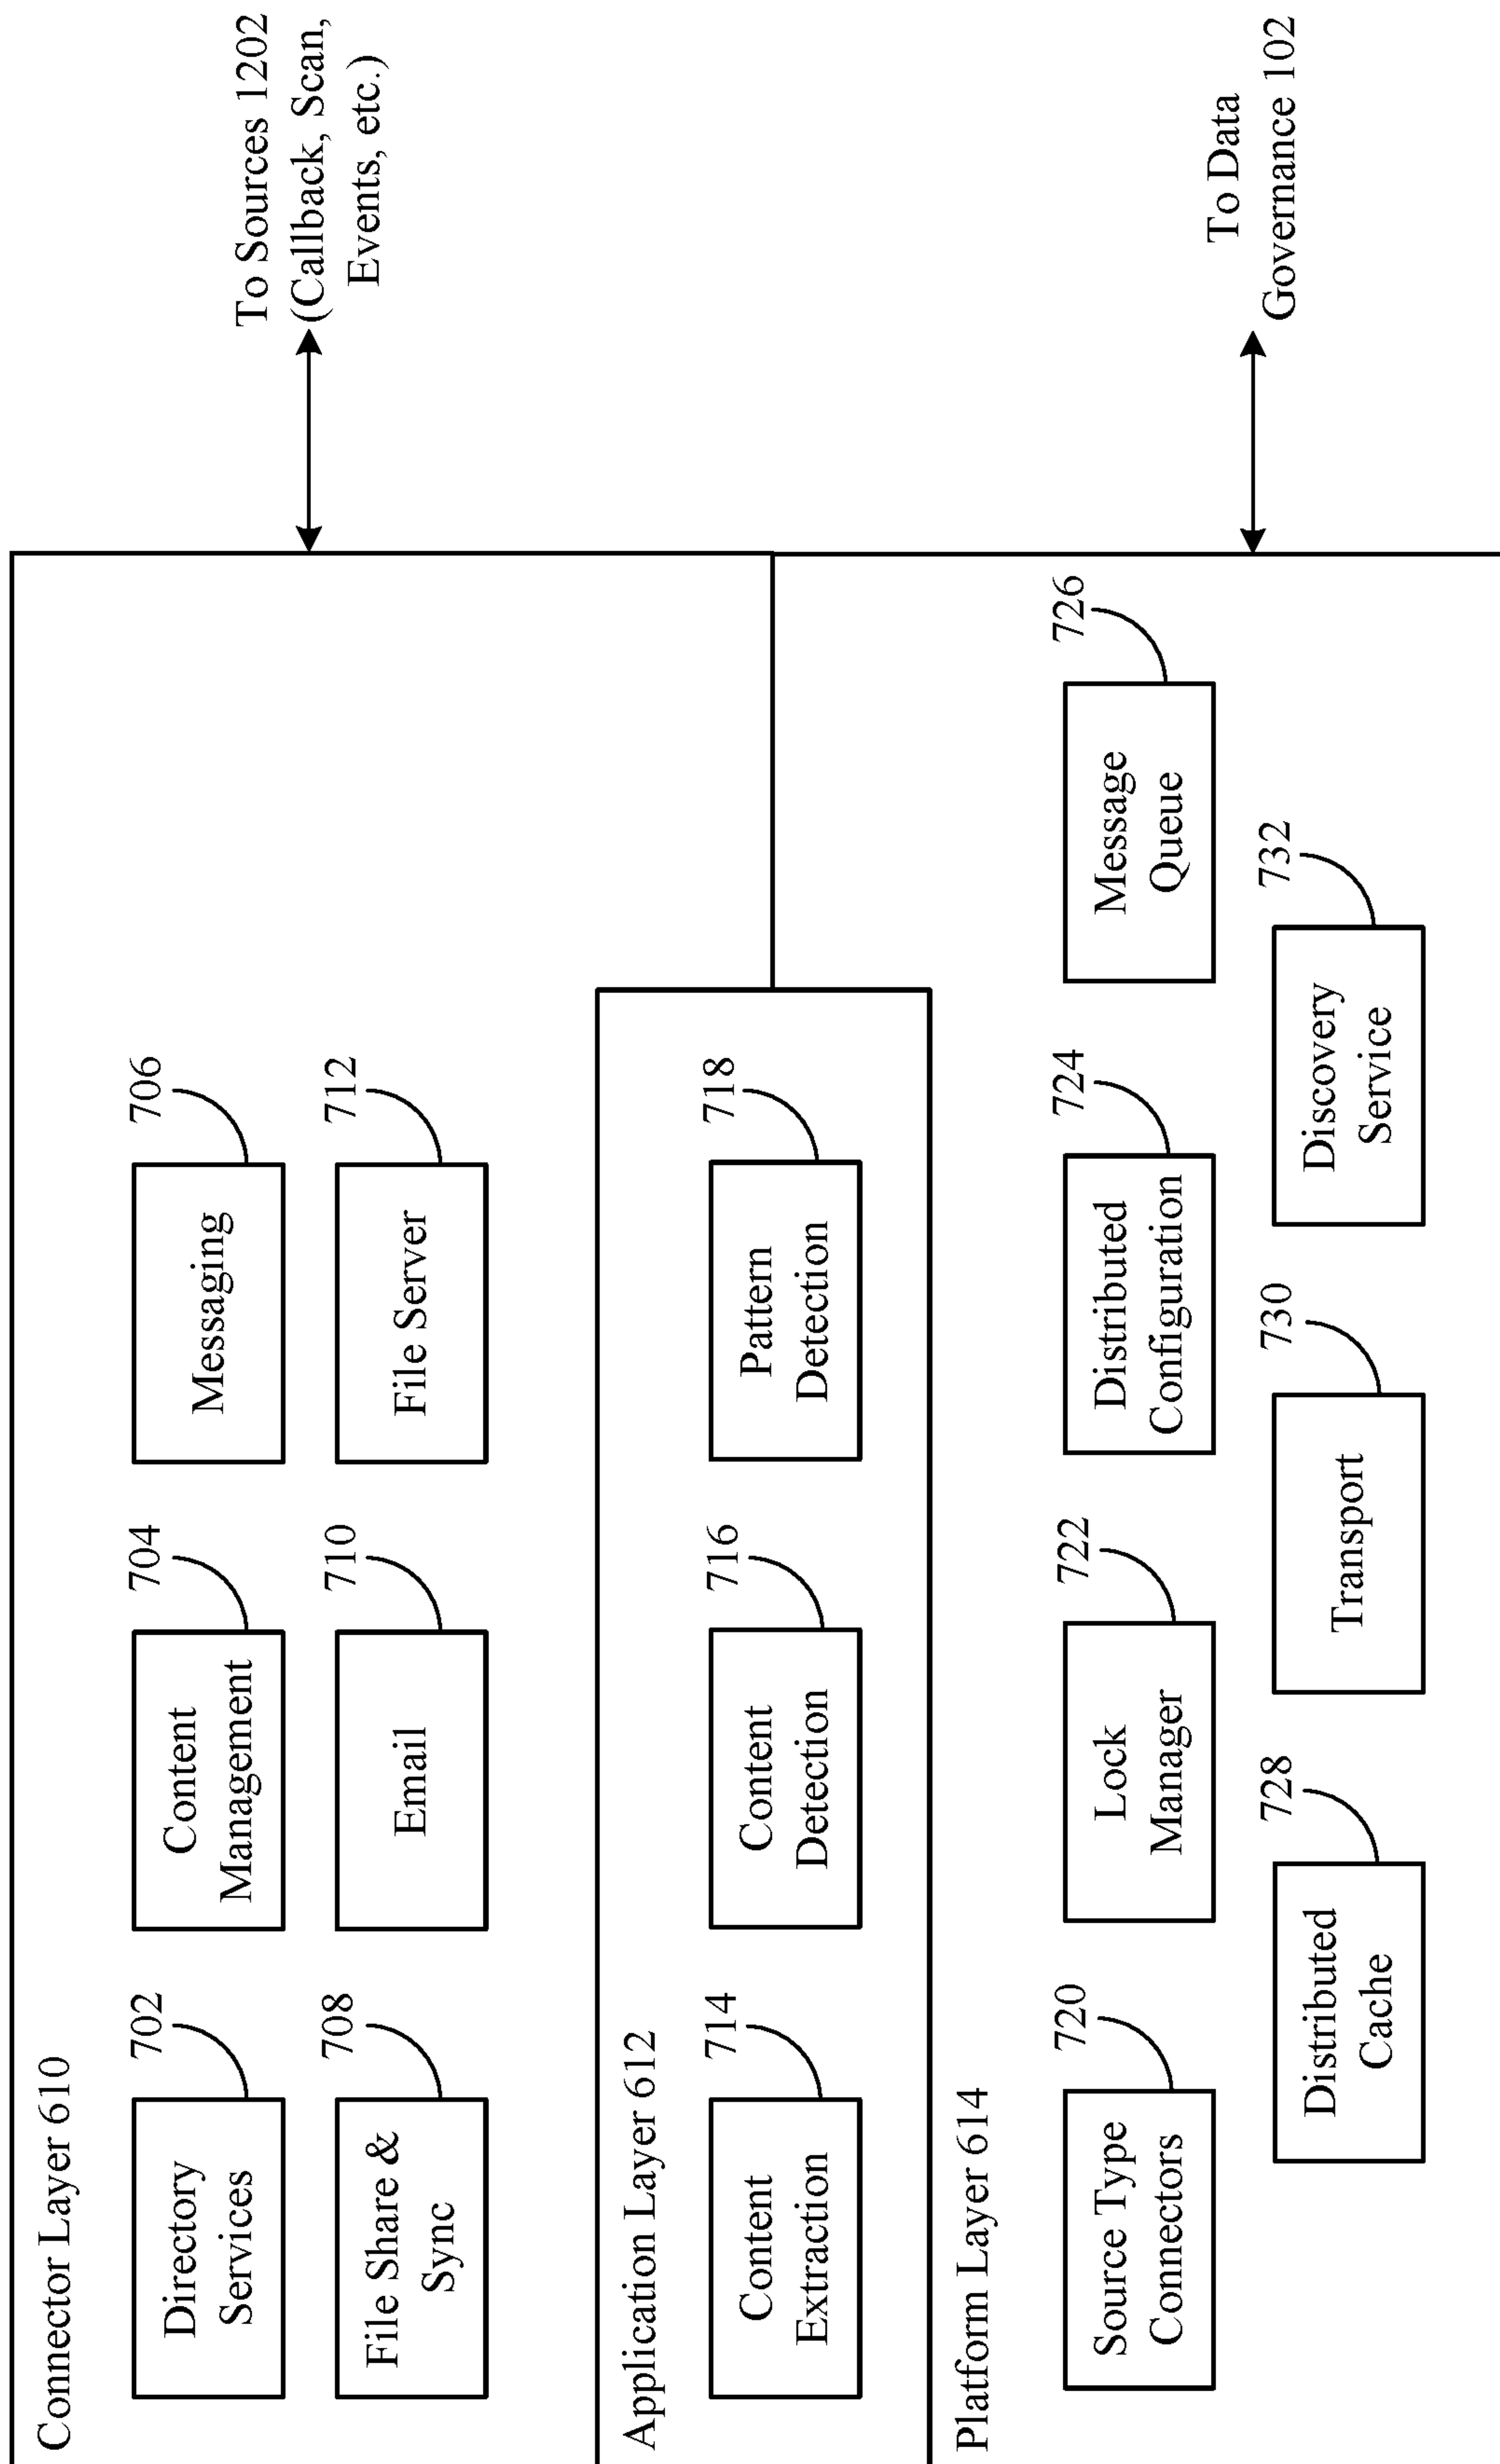 Connector Layer 610
702
Directory
Services
704
Content
Management
706
Messaging
708
File Share &
Sync
710
Email
712
File Server
To Sources 1202
(Callback, Scan,
Events, etc.)
Application Layer 612
714
Content
Extraction
716
Content
Detection
718
Pattern
Detection
Platform Layer 614
720
Source Type
Connectors
722
Lock
Manager
724
Distributed
Configuration
726
Message
Queue
728
Distributed
Cache
730
Transport
732
Discovery
Service
To Data
Governance 102